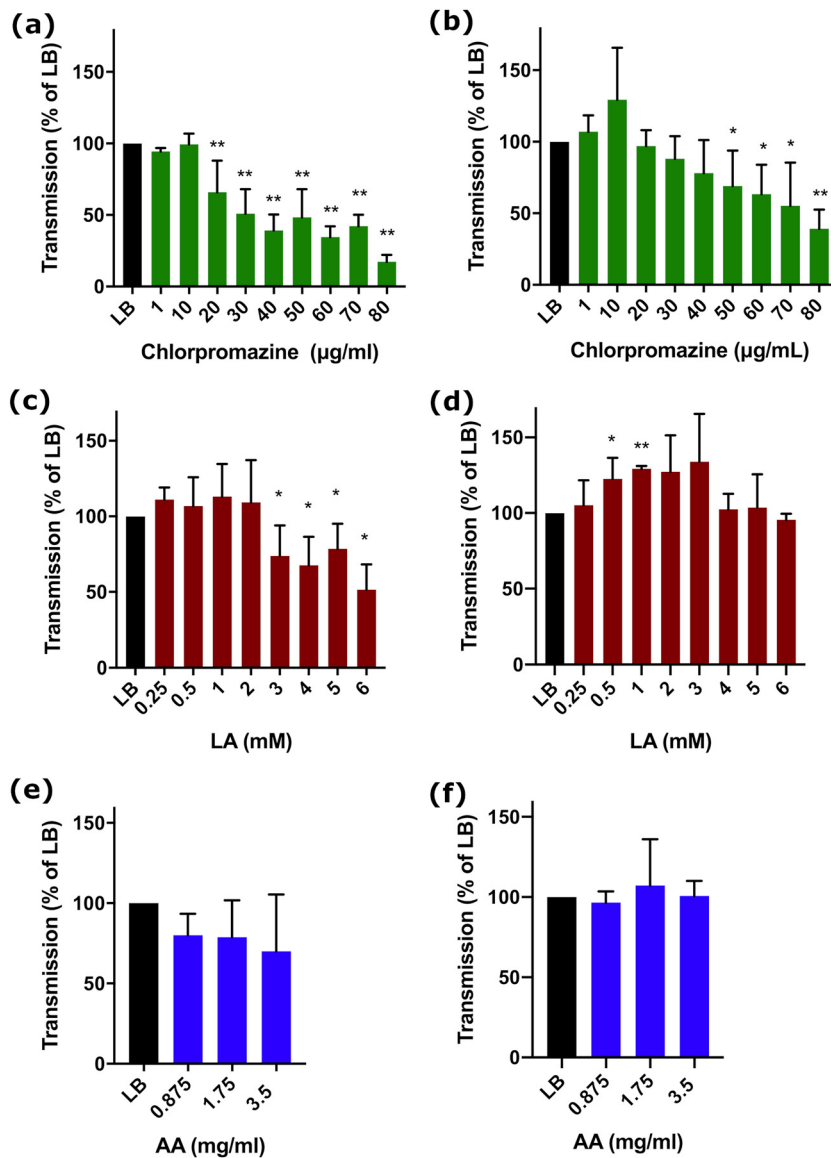 (a)
Transmission (% of LB)
150
100
50
0
** ** ** ** ** ** **
LB 1 10 20 30 40 50 60 70 80
Chlorpromazine (µg/ml)
(b)
Transmission (% of LB)
150
100
50
0
* * * **
LB 1 10 20 30 40 50 60 70 80
Chlorpromazine (µg/mL)
(c)
Transmission (% of LB)
150
100
50
0
* * * *
LB 0.25 0.5 1 2 3 4 5 6
LA (mM)
(d)
Transmission (% of LB)
150
100
50
0
* **
LB 0.25 0.5 1 2 3 4 5 6
LA (mM)
(e)
Transmission (% of LB)
150
100
50
0
LB 0.875 1.75 3.5
AA (mg/ml)
(f)
Transmission (% of LB)
150
100
50
0
LB 0.875 1.75 3.5
AA (mg/ml)